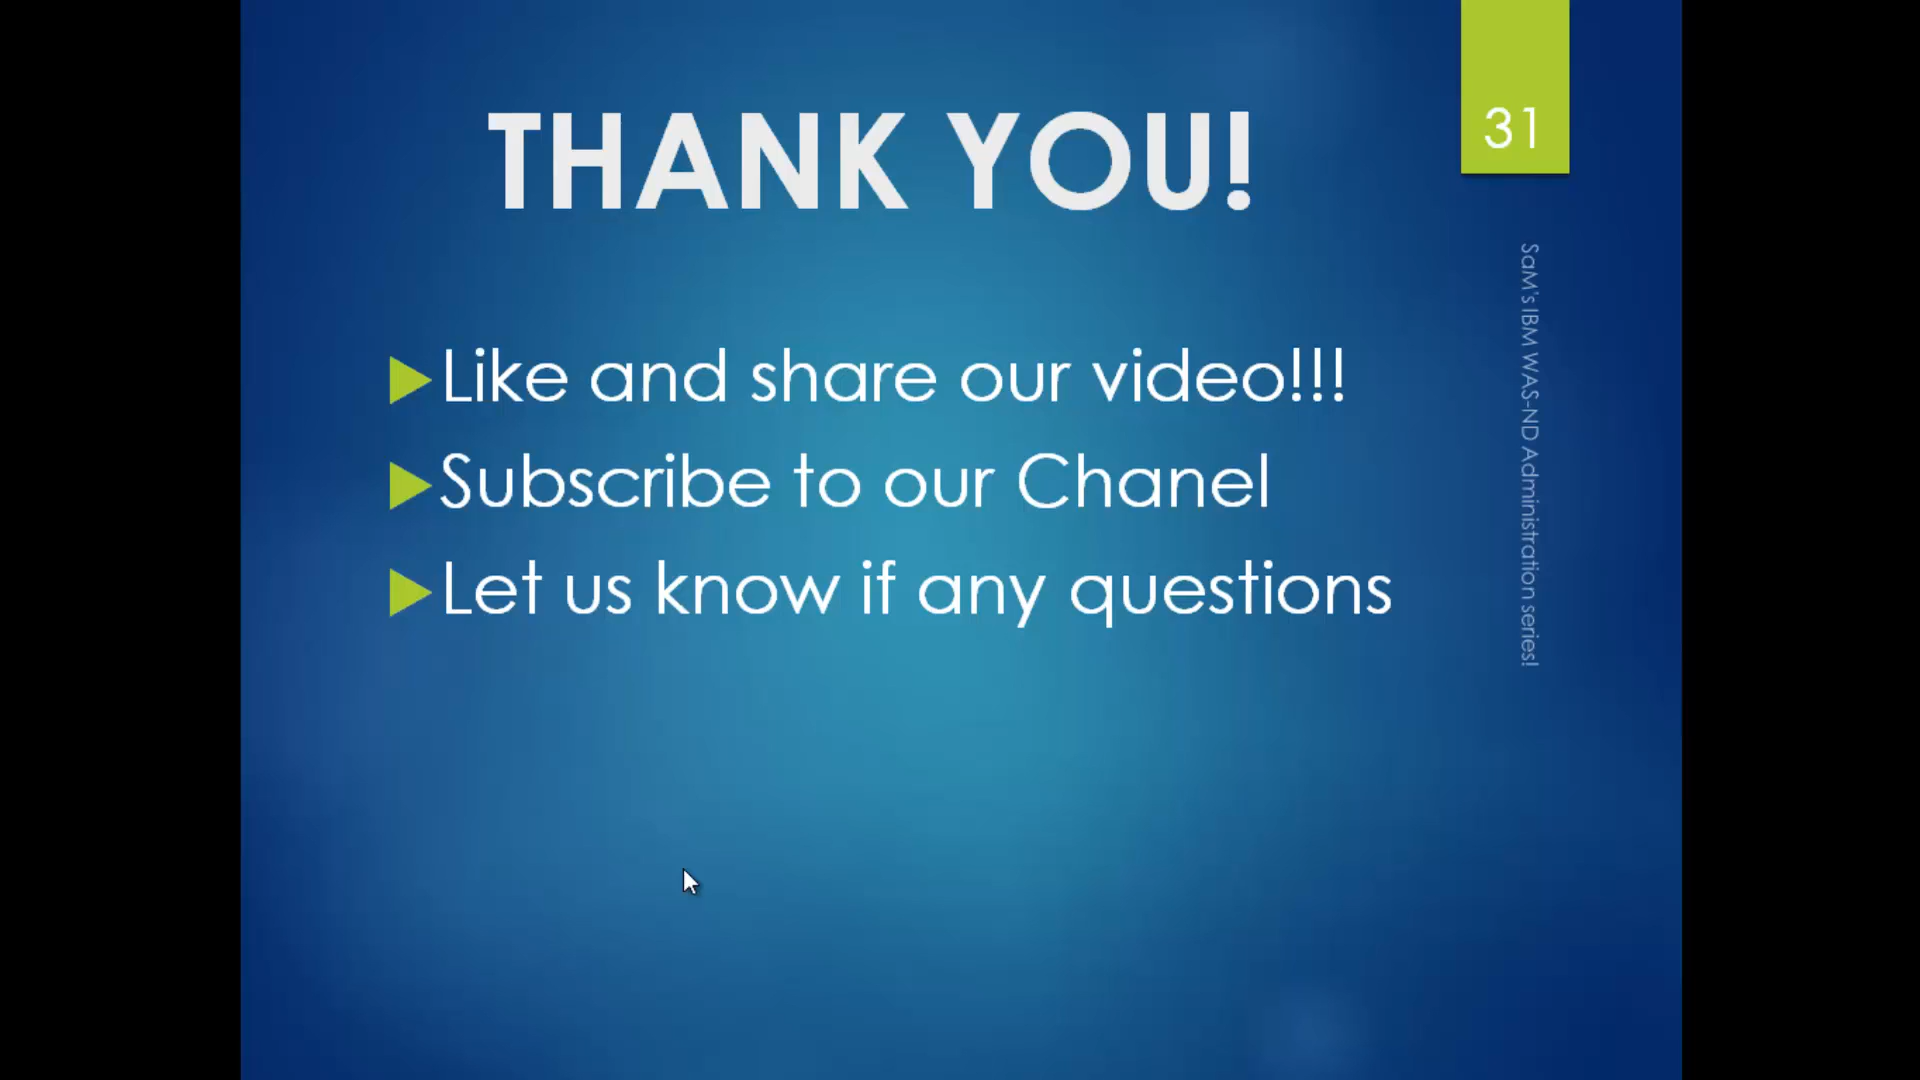 THANK YOU!
31
Like and share our video!!!
Subscribe to our Chanel
Let us know if any questions
SaM's IBM WAS-ND Administration series!